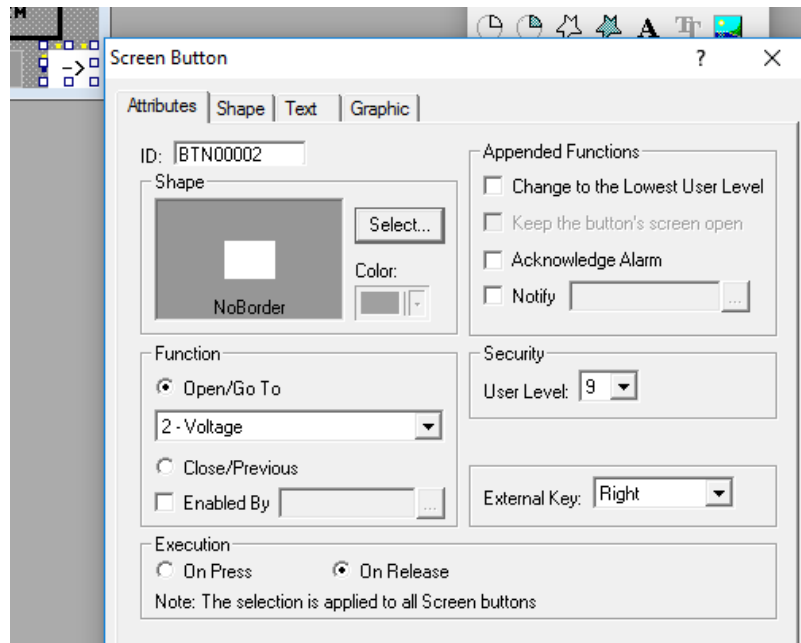 ->
A Tr
Screen Button ? X
Attributes Shape Text Graphic
ID: BTN00002
Shape
Select...
Color:
NoBorder
Appended Functions
Change to the Lowest User Level
Keep the button's screen open
Acknowledge Alarm
Notify ...
Function
Open/Go To
2 - Voltage
Close/Previous
Enabled By ...
Security
User Level: 9
External Key: Right
Execution
On Press On Release
Note: The selection is applied to all Screen buttons